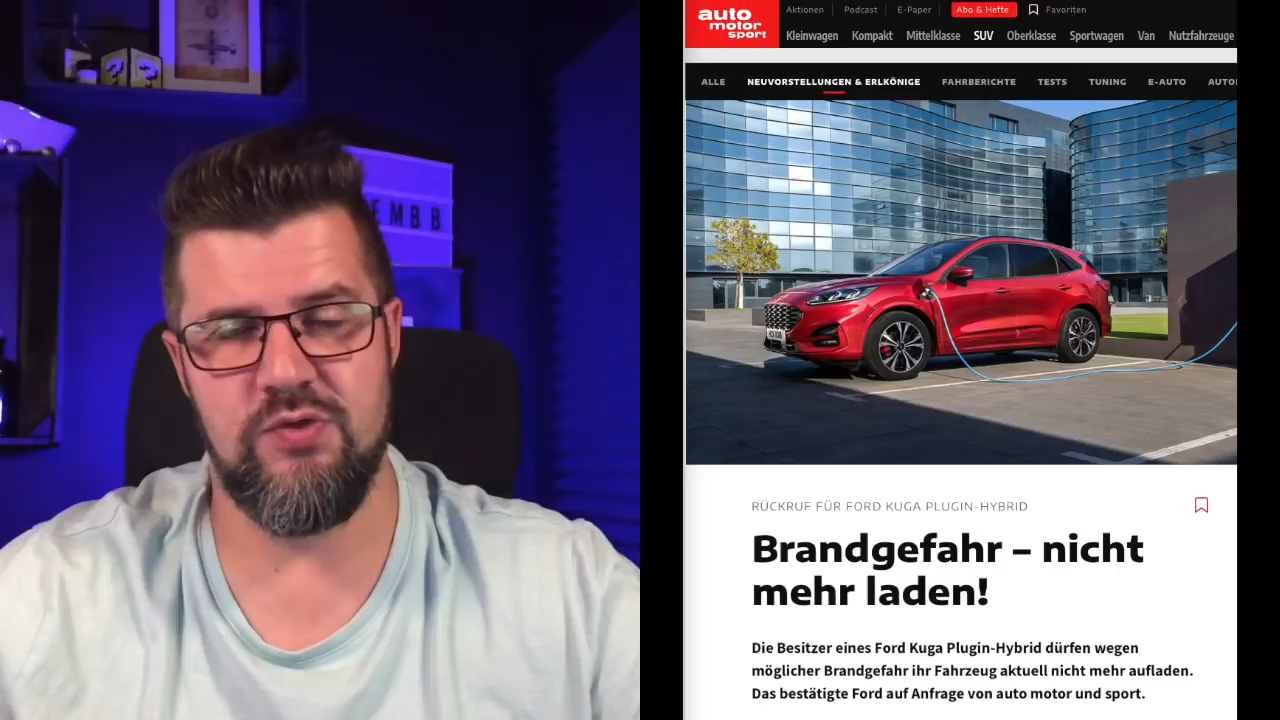 EMBB
auto
motor
sport
Aktionen Podcast E-Paper Abo & Hefte Favoriten
Kleinwagen Kompakt Mittelklasse SUV Oberklasse Sportwagen Van Nutzfahrzeuge
ALLE NEUVORSTELLUNGEN & ERLKÖNIGE FAHRBERICHTE TESTS TUNING E-AUTO
RÜCKRUF FÜR FORD KUGA PLUGIN-HYBRID
Brandgefahr – nicht
mehr laden!
Die Besitzer eines Ford Kuga Plugin-Hybrid dürfen wegen
möglicher Brandgefahr ihr Fahrzeug aktuell nicht mehr aufladen.
Das bestätigte Ford auf Anfrage von auto motor und sport.